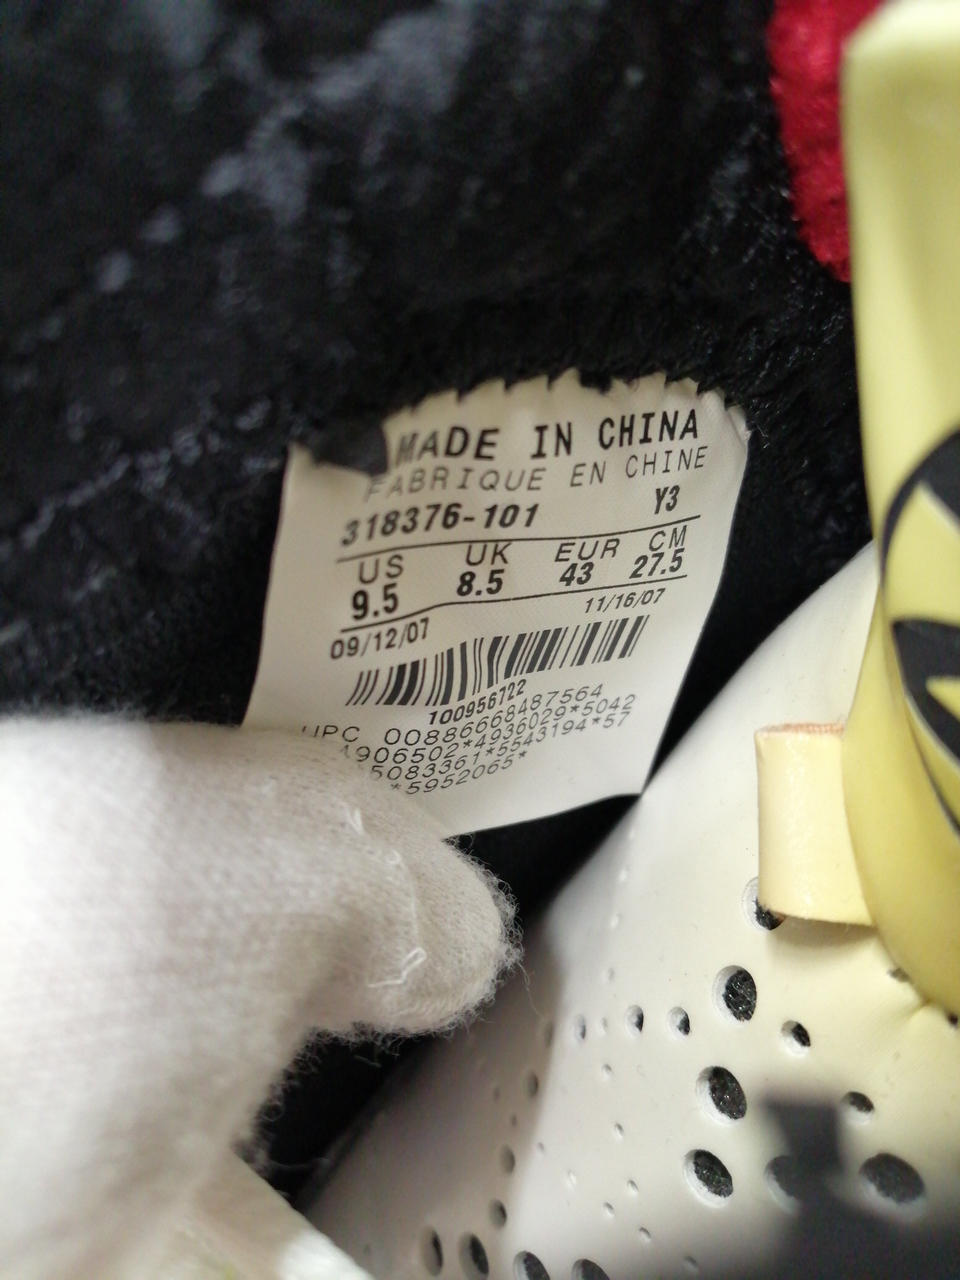 MADE IN CHINA
FABRIQUE EN CHINE
318376-101 Y3
US UK EUR CM
9.5 8.5 43 27.5
09/12/07 11/16/07
100956722
UPC 00886668487564
4906502*4936029*5042
5083361*5543194*57
*5952065*